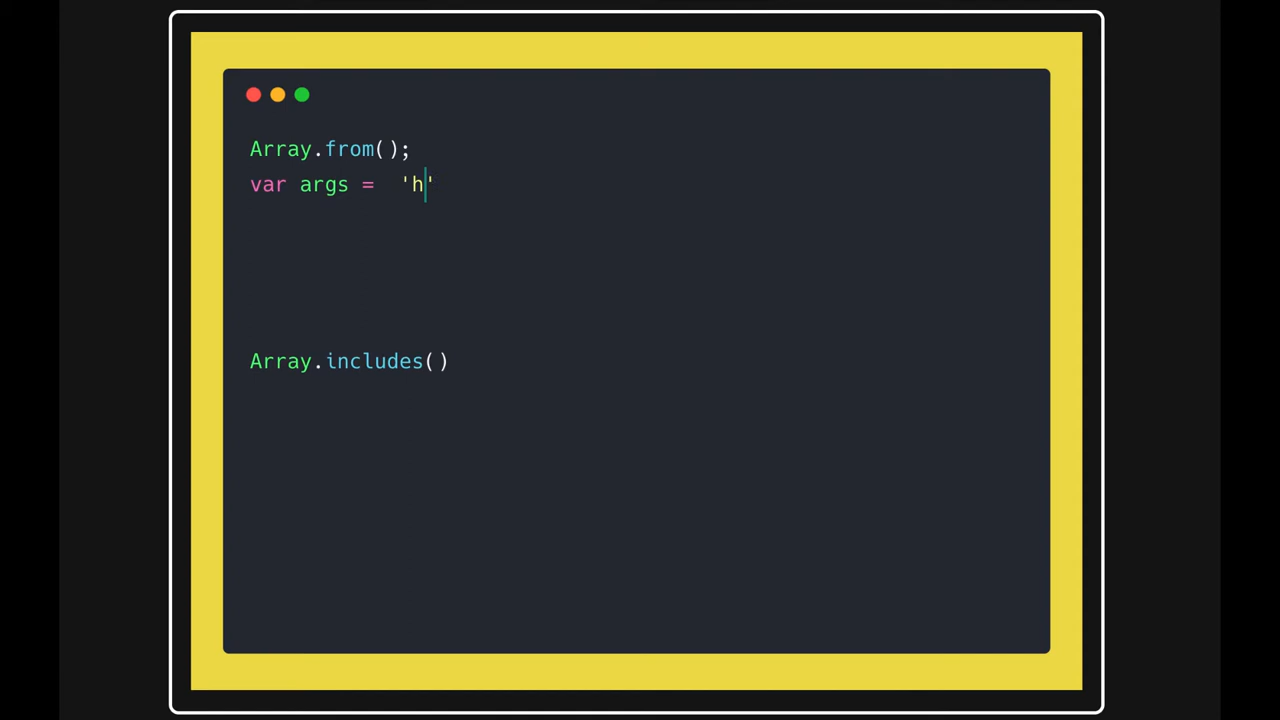 Array.from();
var args =  'h'
Array.includes()